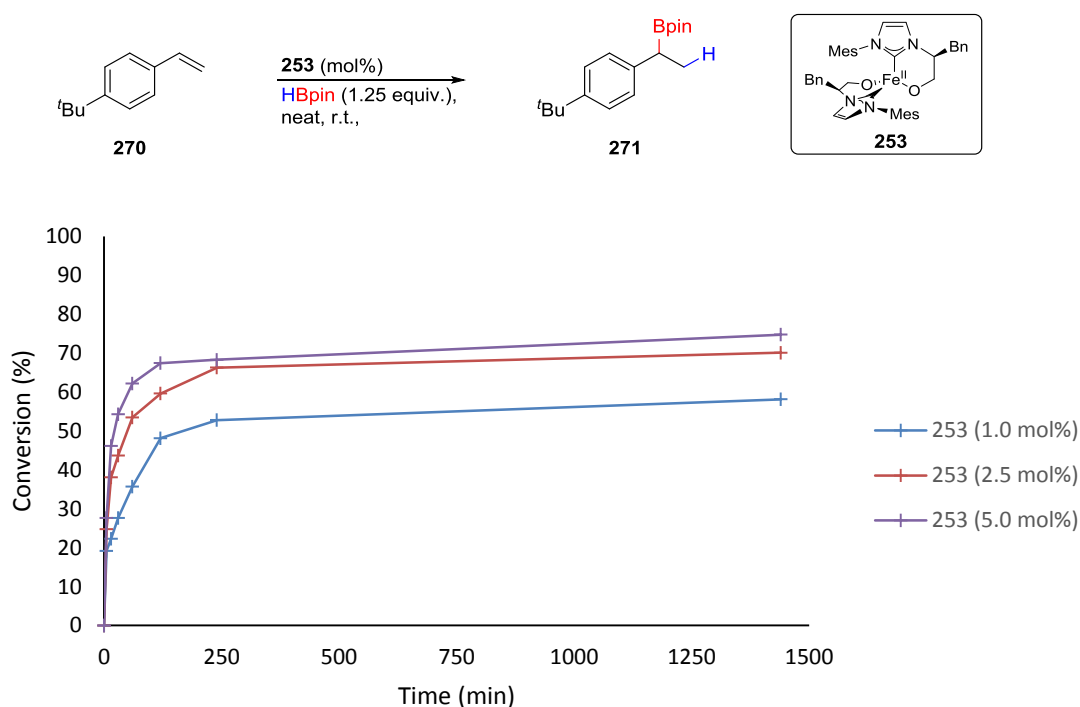 253 (mol%)
HBpin (1.25 equiv.),
neat, r.t.,
tBu
270
Bpin
H
tBu
271
Mes
N
N
Bn
Bn
O
FeII
O
N
N
Mes
253
Conversion (%)
100
90
80
70
60
50
40
30
20
10
0
0 250 500 750 1000 1250 1500
Time (min)
253 (1.0 mol%)
253 (2.5 mol%)
253 (5.0 mol%)